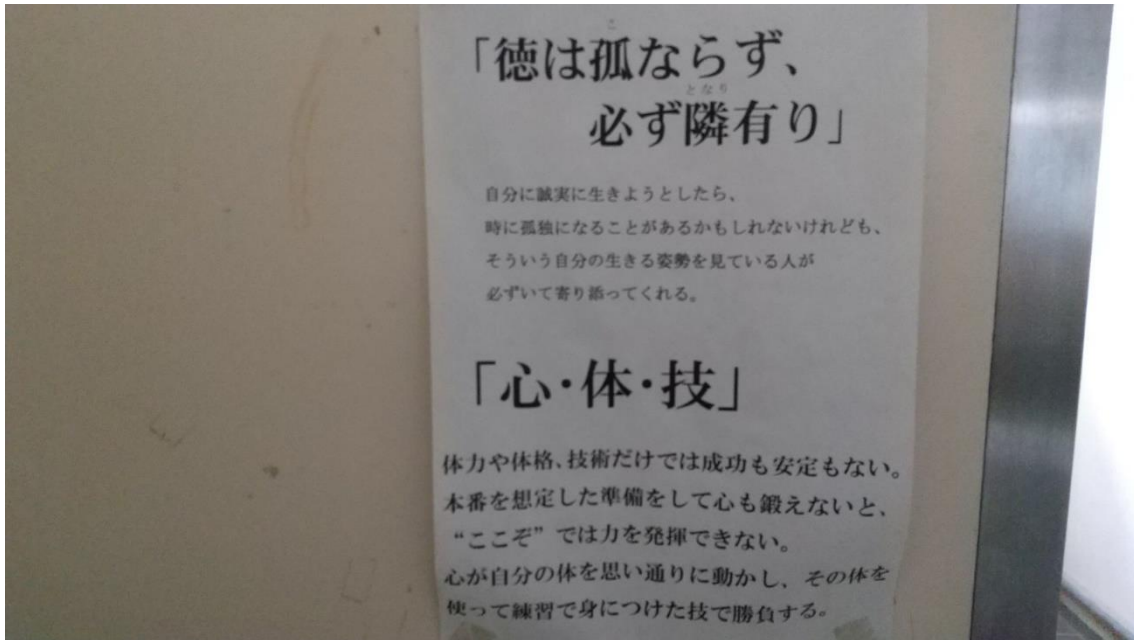 「徳は孤ならず、
必ず隣有り」
自分に誠実に生きようとしたら、
時に孤独になることがあるかもしれないけれども、
そういう自分の生きる姿勢を見ている人が
必ずいて寄り添ってくれる。
「心・体・技」
体力や体格、技術だけでは成功も安定もない。
本番を想定した準備をして心も鍛えないと、
“ここぞ”では力を発揮できない。
心が自分の体を思い通りに動かし、その体を
使って練習で身につけた技で勝負する。